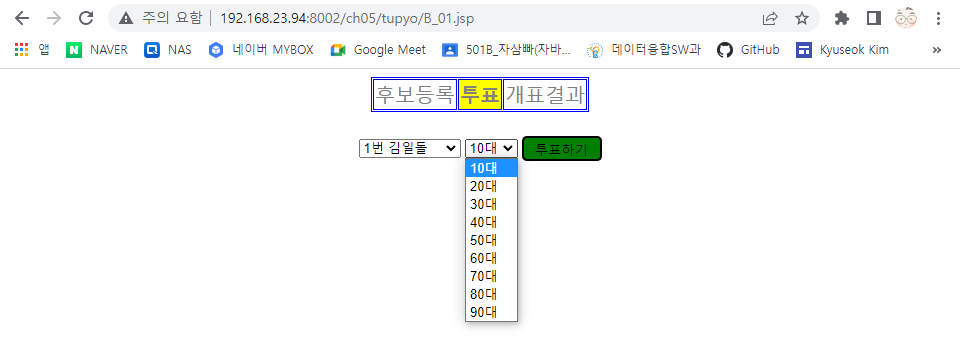 주의 요함 | 192.168.23.94:8002/ch05/tupyo/B_01.jsp
앱 NAVER NAS 네이버 MYBOX Google Meet 501B_자삼빠(자바... 데이터융합SW과 GitHub Kyuseok Kim »
후보등록 투표 개표결과
1번 김일돌 10대 투표하기
10대
20대
30대
40대
50대
60대
70대
80대
90대